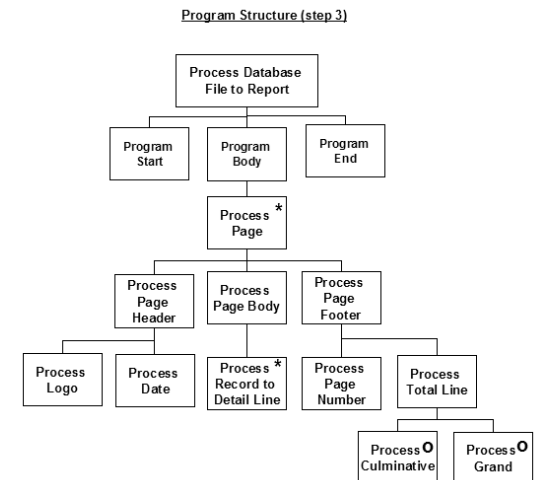 Program Structure (step 3)
Process Database
File to Report
Program
Start
Program
Body
Program
End
Process *
Page
Process
Page
Header
Process
Page Body
Process
Page
Footer
Process
Logo
Process
Date
Process *
Record to
Detail Line
Process
Page
Number
Process
Total Line
Process O
Culminative
Process O
Grand